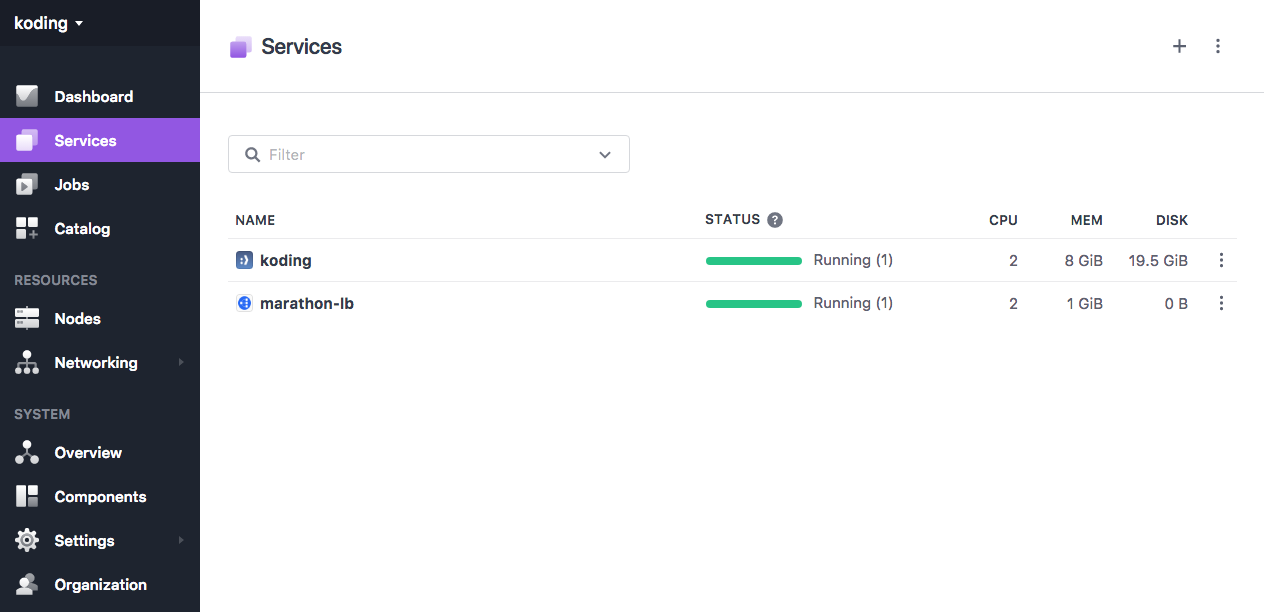 koding
Dashboard
Services
Jobs
Catalog
RESOURCES
Nodes
Networking
SYSTEM
Overview
Components
Settings
Organization
Services
Filter
NAME STATUS ? CPU MEM DISK
koding Running (1) 2 8 GiB 19.5 GiB
marathon-lb Running (1) 2 1 GiB 0 B